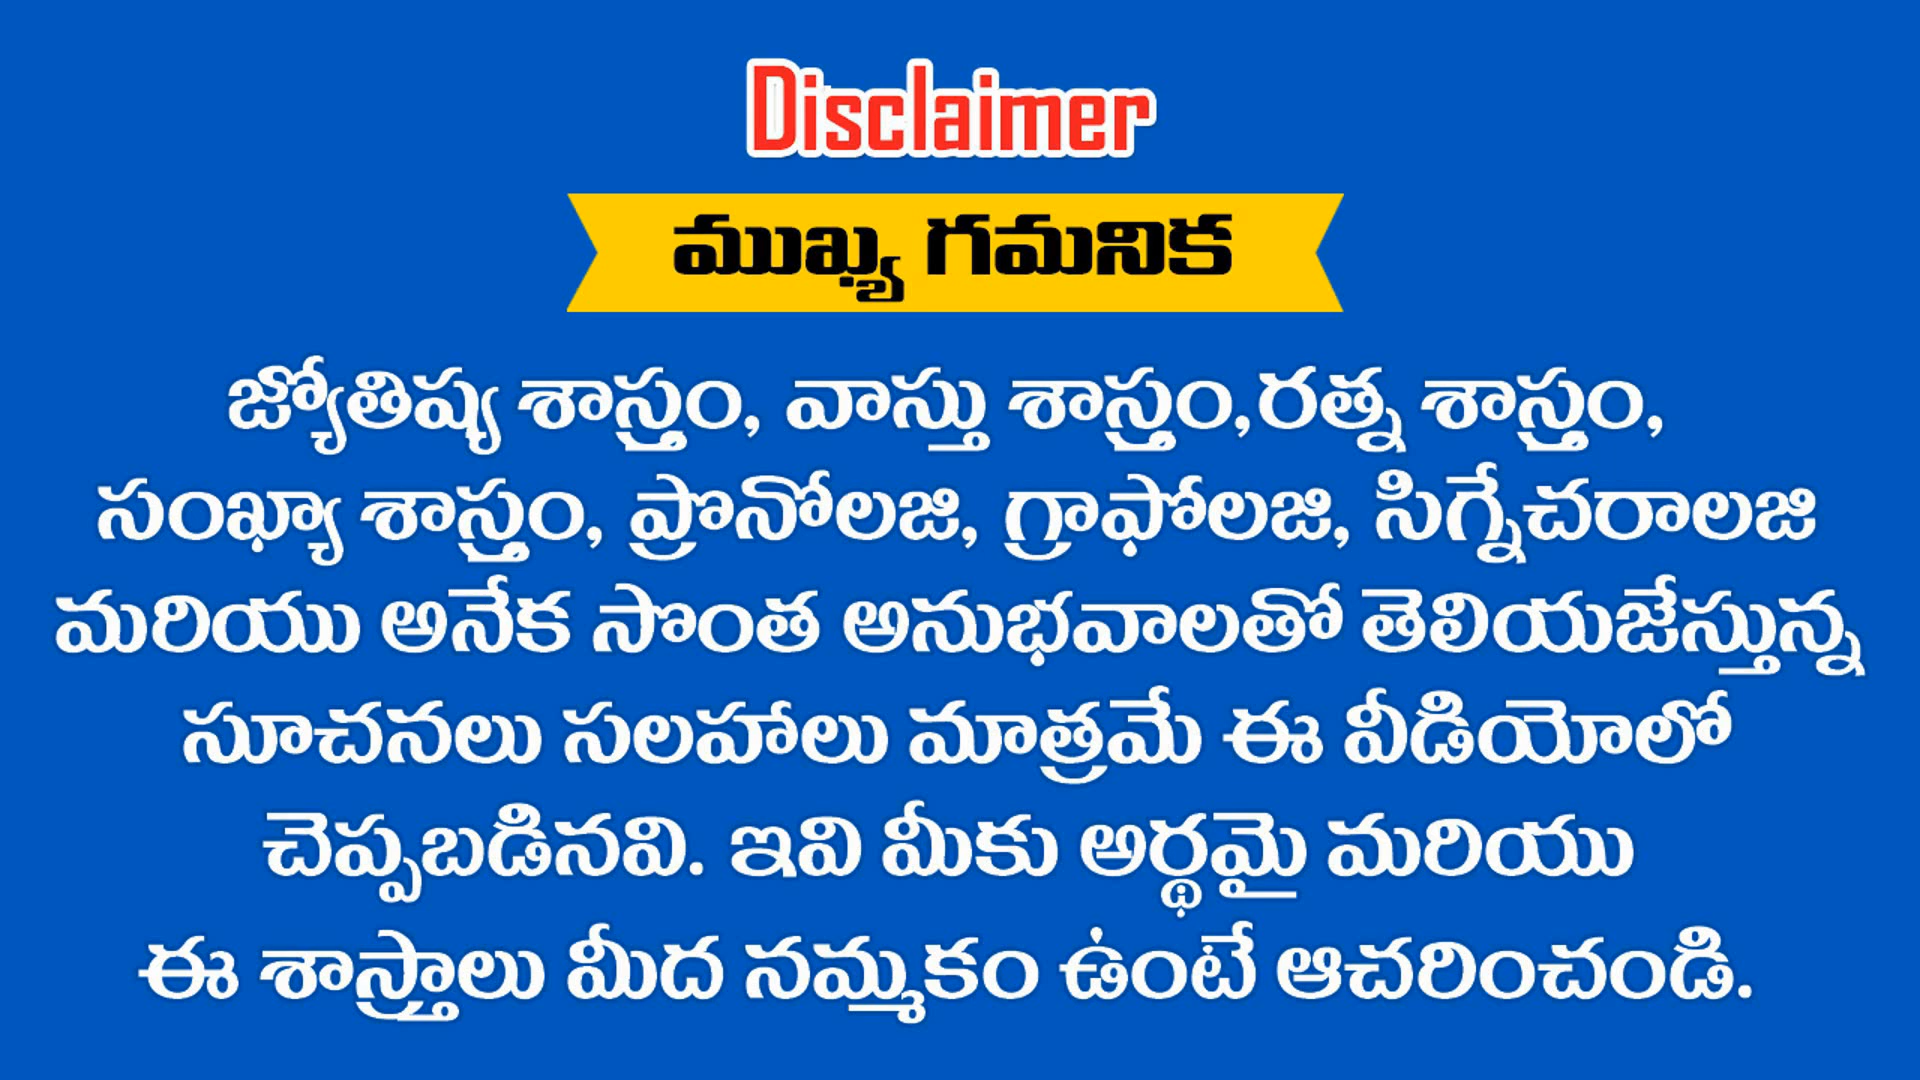 Disclaimer
ముఖ్య గమనిక
జ్యోతిష్య శాస్త్రం, వాస్తు శాస్త్రం,రత్న శాస్త్రం,
సంఖ్యా శాస్త్రం, ప్రొనోలజి, గ్రాఫోలజి, సిగ్నేచరాలజి
మరియు అనేక సొంత అనుభవాలతో తెలియజేస్తున్న
సూచనలు సలహాలు మాత్రమే ఈ వీడియోలో
చెప్పబడినవి. ఇవి మీకు అర్థమై మరియు
ఈ శాస్త్రాలు మీద నమ్మకం ఉంటే ఆచరించండి.